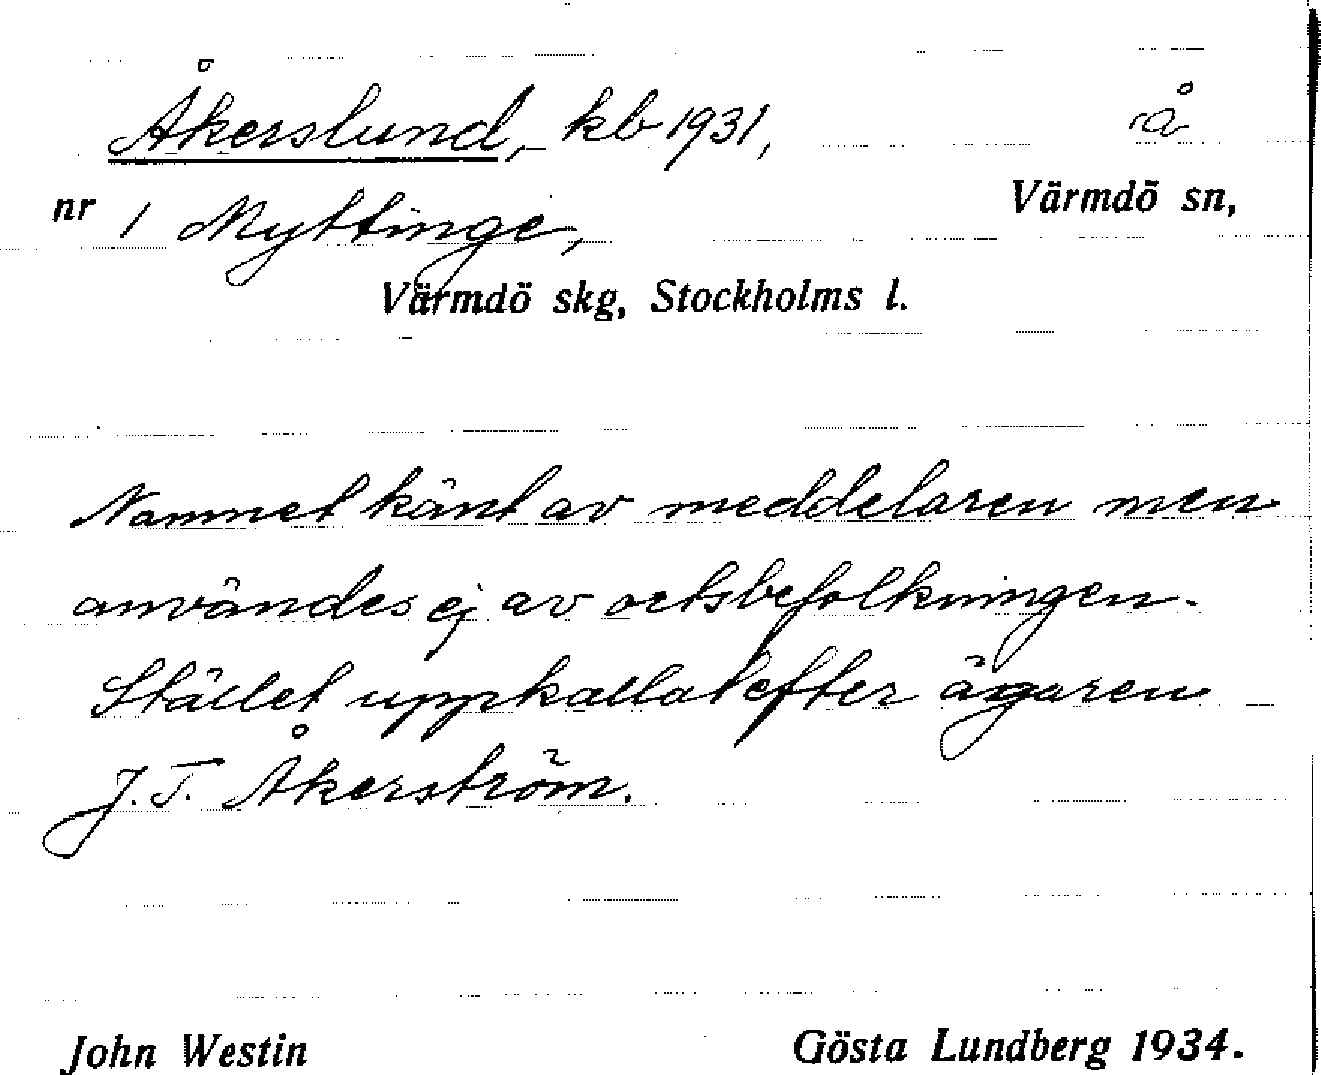 Åkerslund, kb 1931, å
nr 1 Myttinge, Värmdö sn,
Värmdö skg, Stockholms l.
Namnet känt av meddelaren men
användes ej av ortsbefolkningen.
Stället uppkallat efter ägaren
J. T. Åkerström.
John Westin Gösta Lundberg 1934.